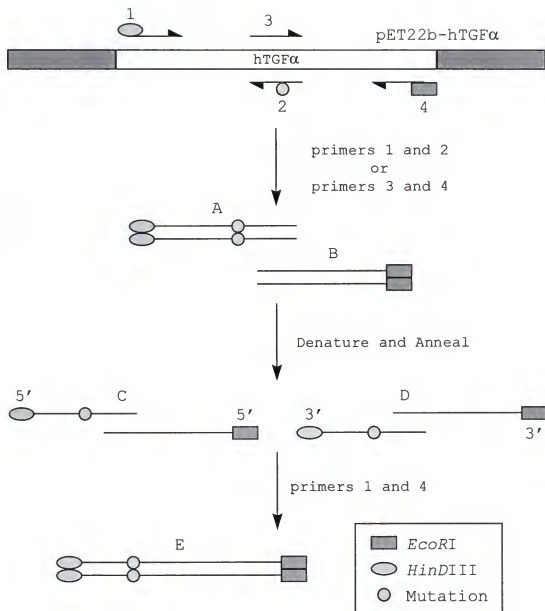 1
3
pET22b-hTGFα
hTGFα
2
4
primers 1 and 2
or
primers 3 and 4
A
B
Denature and Anneal
5' C 5' 3' D 3'
primers 1 and 4
E
EcoRI
HinDIII
Mutation